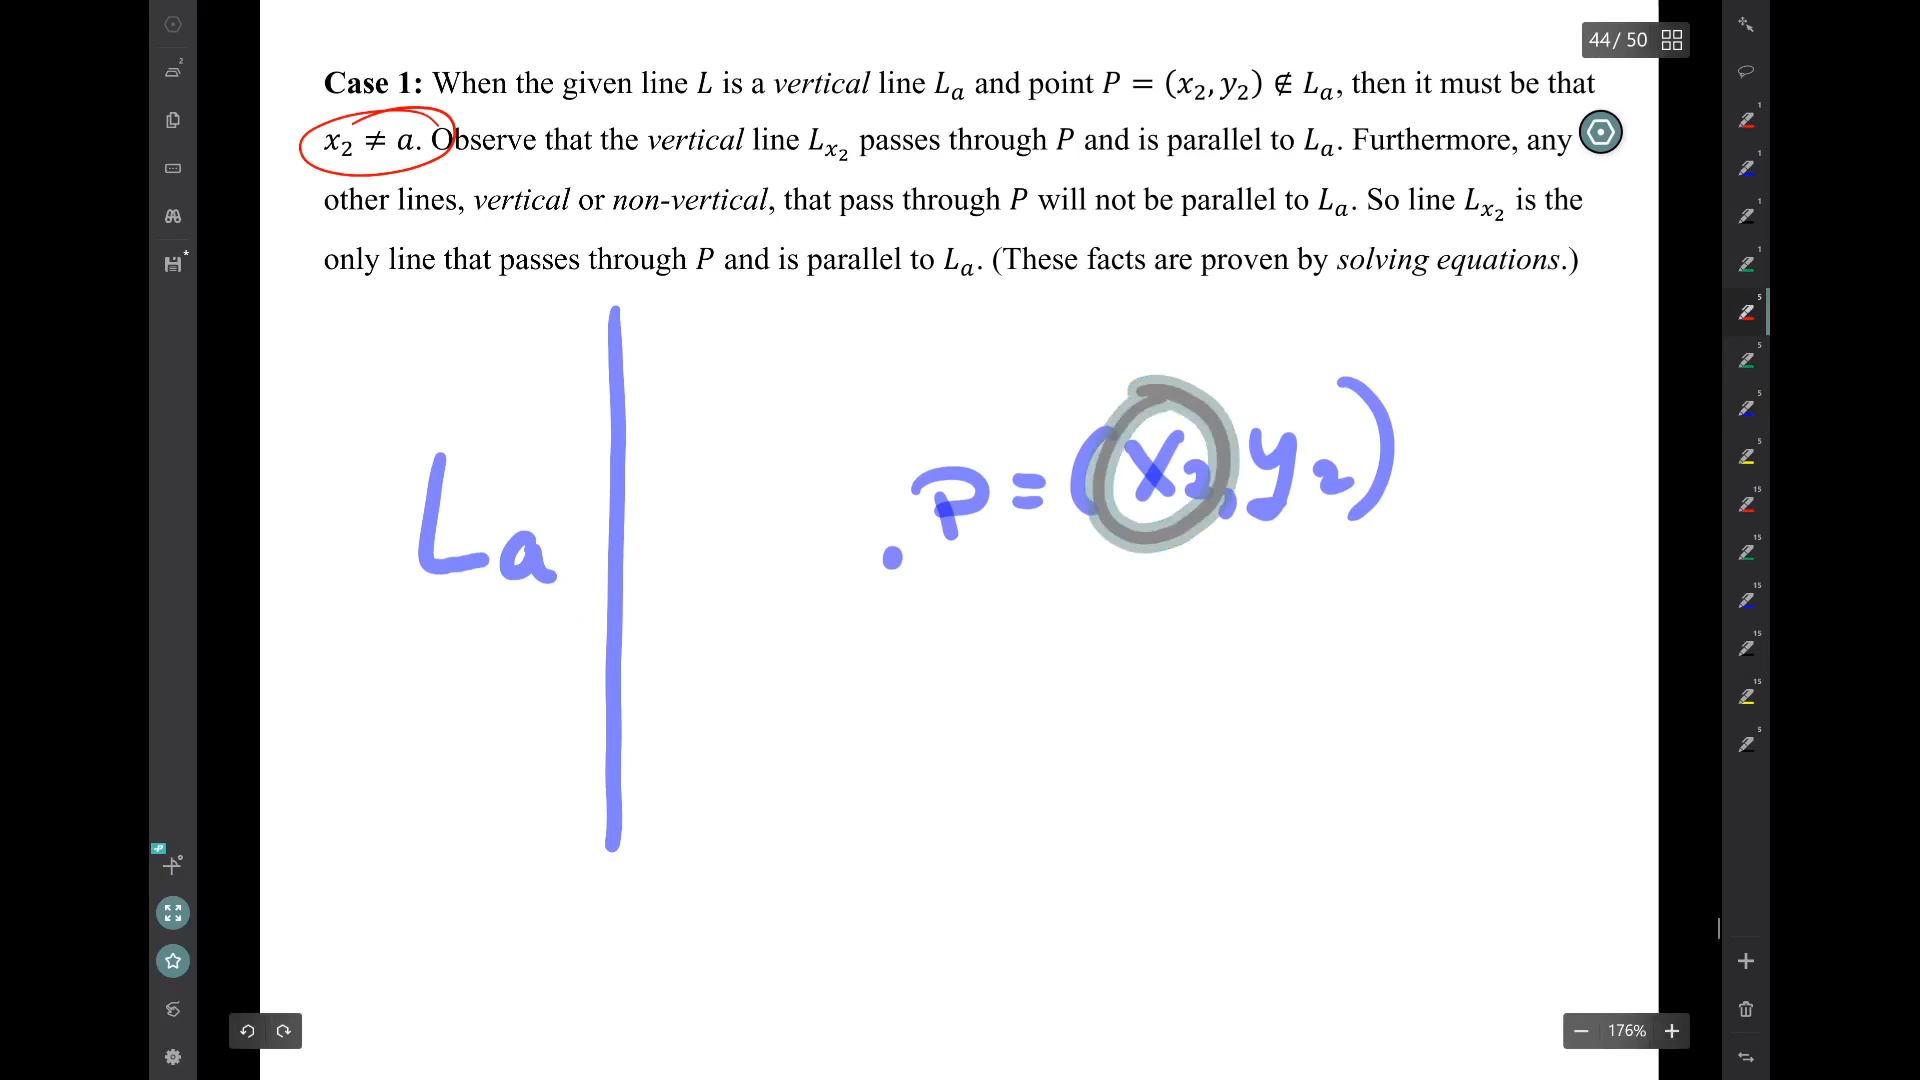 44/ 50
Case 1: When the given line L is a vertical line Lₐ and point P = (x₂, y₂) ∉ Lₐ, then it must be that
x₂ ≠ a. Observe that the vertical line Lₓ₂ passes through P and is parallel to Lₐ. Furthermore, any
other lines, vertical or non-vertical, that pass through P will not be parallel to Lₐ. So line Lₓ₂ is the
only line that passes through P and is parallel to Lₐ. (These facts are proven by solving equations.)
P = (x₂, y₂)
Lₐ
176%